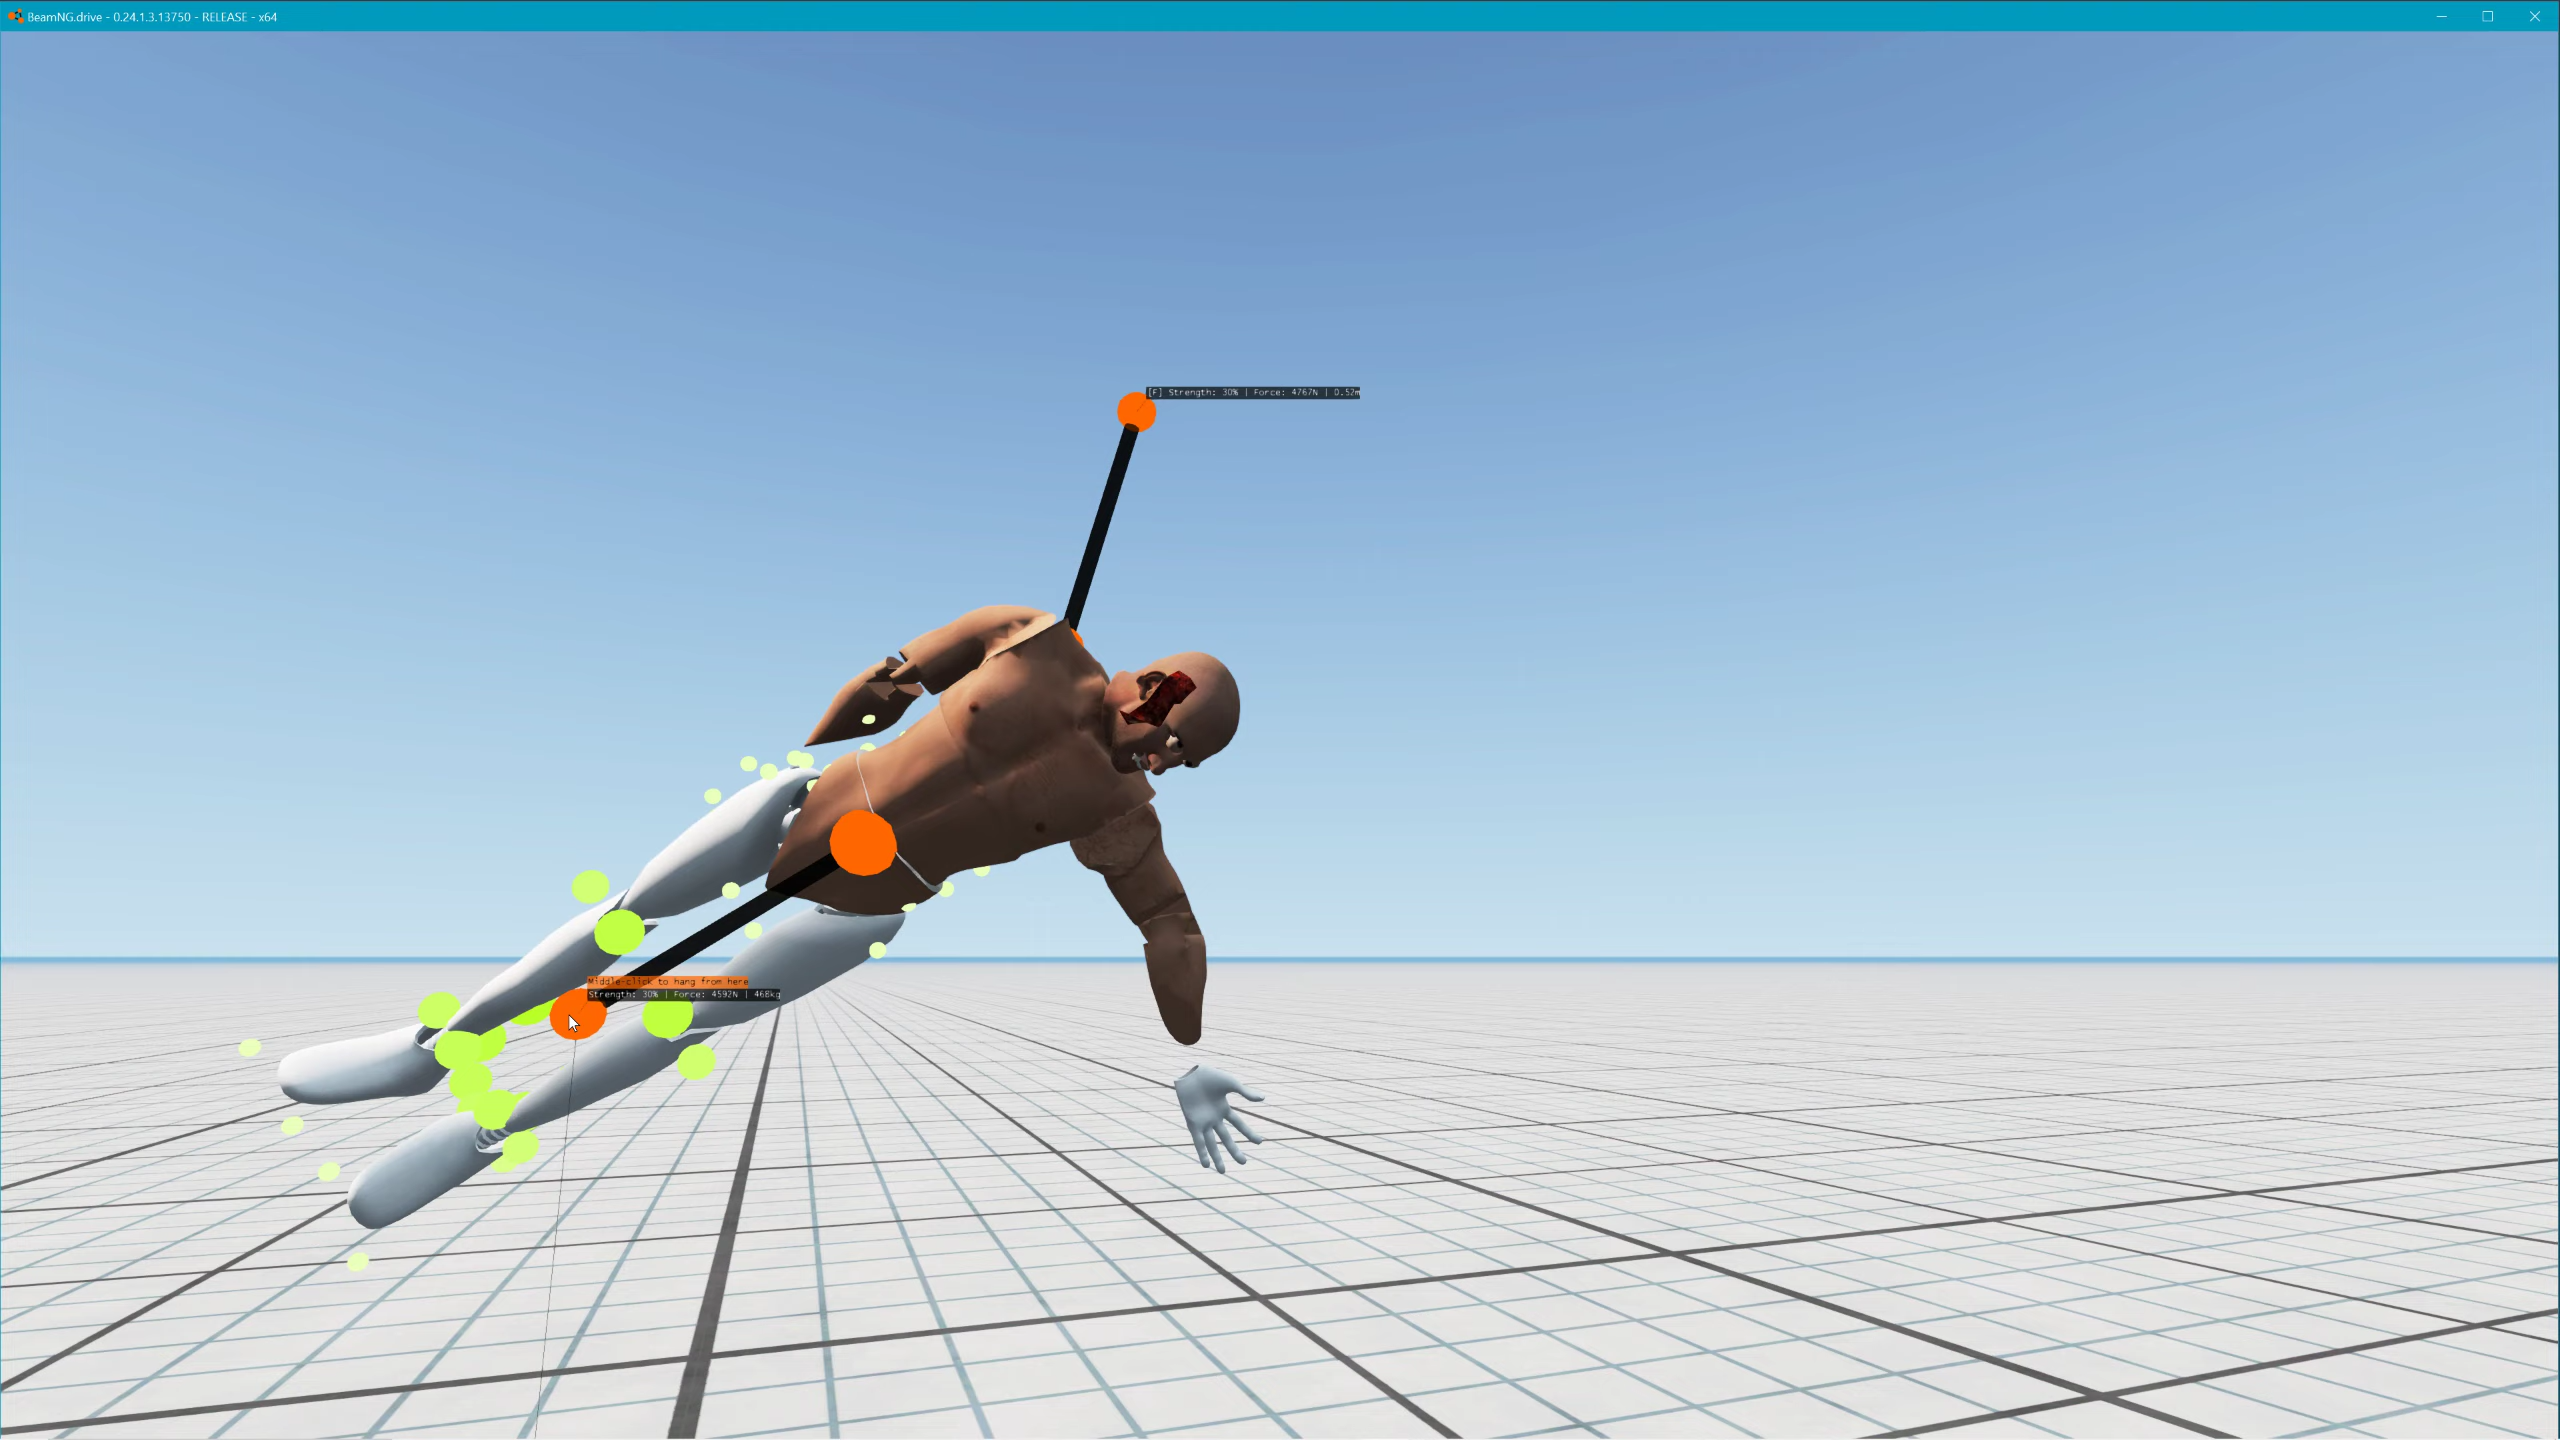 BeamNG.drive - 0.24.1.3.13750 - RELEASE - x64
[F] Strength: 30% | Force: 4767N | 0.52m
Middle-click to hang from here
Strength: 30% | Force: 4592N | 468kg